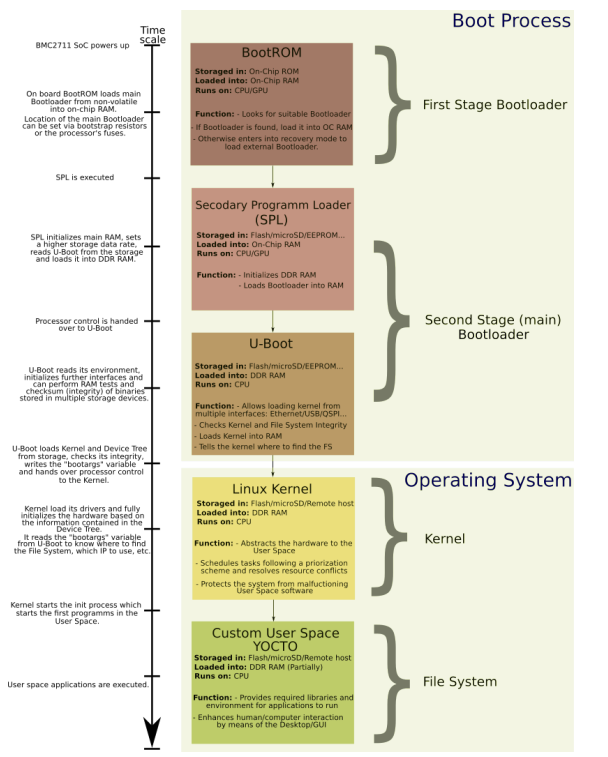 Boot Process
Time
scale
BMC2711 SoC powers up
On board BootROM loads main
Bootloader from non-volatile
into on-chip RAM.
Location of the main Bootloader
can be set via bootstrap resistors
or the processor's fuses.
SPL is executed
SPL initializes main RAM, sets
a higher storage data rate,
reads U-Boot from the storage
and loads it into DDR RAM.
Processor control is handed
over to U-Boot
U-Boot reads its environment,
initializes further interfaces and
can perform RAM tests and
checksum (integrity) of binaries
stored in multiple storage devices.
U-Boot loads Kernel and Device Tree
from storage, checks its integrity,
writes the "bootargs" variable
and hands over processor control
to the Kernel.
Kernel load its drivers and fully
initializes the hardware based on
the information contained in the
Device Tree.
It reads the "bootargs" variable
from U-Boot to know where to find
the File System, which IP to use, etc.
Kernel starts the init process which
starts the first programms in the
User Space.
User space applications are executed.
BootROM
Storaged in: On-Chip ROM
Loaded into: On-Chip RAM
Runs on: CPU/GPU
Function: - Looks for suitable Bootloader
- If Bootloader is found, load it into OC RAM
- Otherwise enters into recovery mode to
load external Bootloader.
First Stage Bootloader
Secodary Programm Loader
(SPL)
Storaged in: Flash/microSD/EEPROM...
Loaded into: On-Chip RAM
Runs on: CPU/GPU
Function: - Initializes DDR RAM
- Loads Bootloader into RAM
Second Stage (main)
Bootloader
U-Boot
Storaged in: Flash/microSD/EEPROM...
Loaded into: DDR RAM
Runs on: CPU
Function: - Allows loading kernel from
multiple interfaces: Ethernet/USB/QSPI...
- Checks Kernel and File System Integrity
- Loads Kernel into RAM
- Tells the kernel where to find the FS
Operating System
Linux Kernel
Storaged in: Flash/microSD/Remote host
Loaded into: DDR RAM
Runs on: CPU
Function: - Abstracts the hardware to the
User Space
- Schedules tasks following a priorization
scheme and resolves resource conflicts
- Protects the system from malfuctioning
User Space software
Kernel
Custom User Space
YOCTO
Storaged in: Flash/microSD/Remote host
Loaded into: DDR RAM (Partially)
Runs on: CPU
Function: - Provides required libraries and
environment for applications to run
- Enhances human/computer interaction
by means of the Desktop/GUI
File System